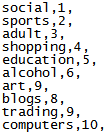 social,1,
sports,2,
adult,3,
shopping,4,
education,5,
alcohol,6,
art,9,
blogs,8,
trading,9,
computers,10,